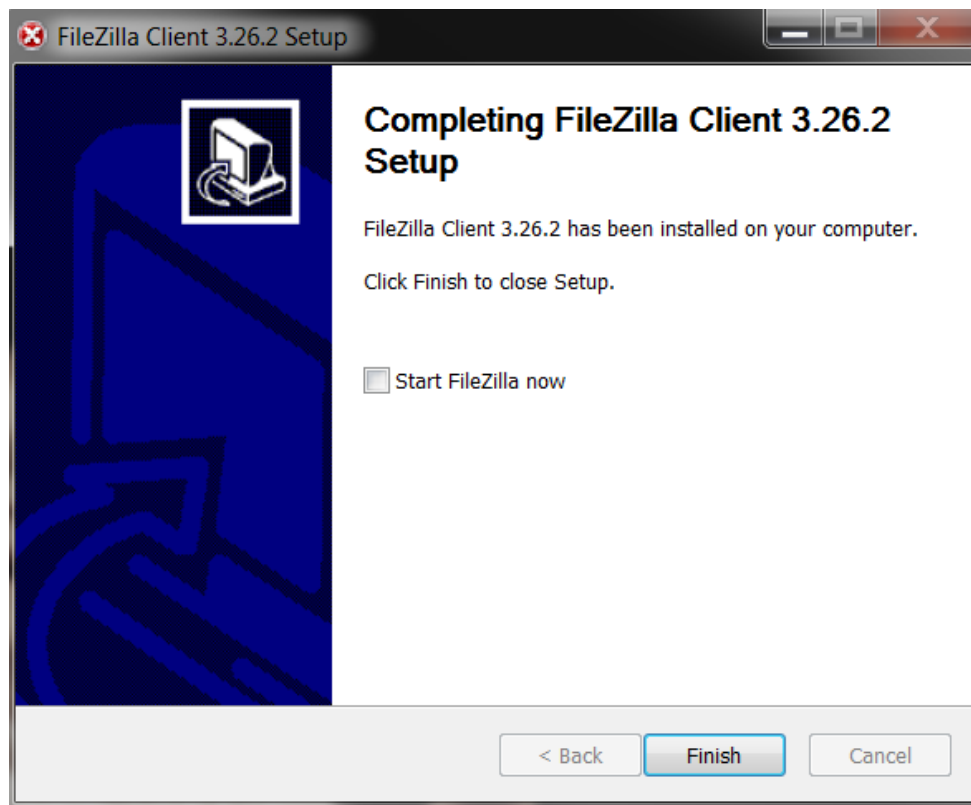 FileZilla Client 3.26.2 Setup
Completing FileZilla Client 3.26.2
Setup
FileZilla Client 3.26.2 has been installed on your computer.
Click Finish to close Setup.
Start FileZilla now
< Back Finish Cancel